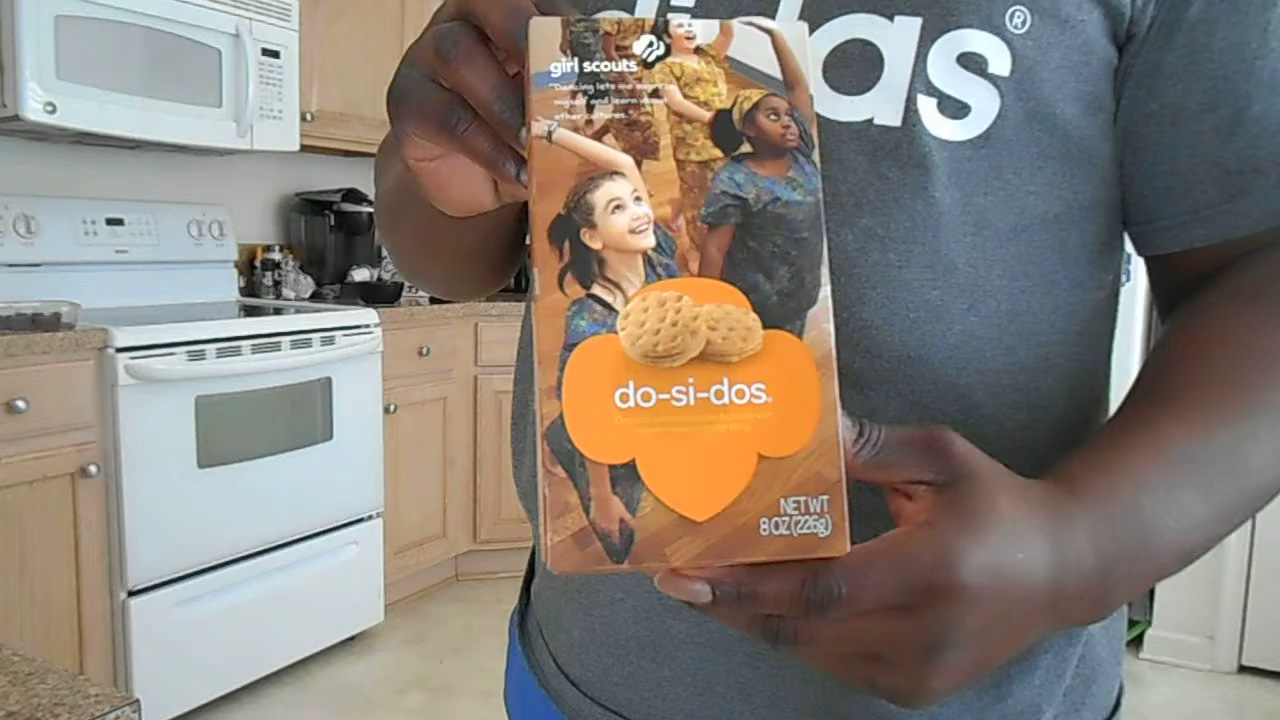 adidas®
girl scouts
"Dancing lets me express
myself and learn about
other cultures."
do-si-dos®
NET WT
8 OZ (226g)